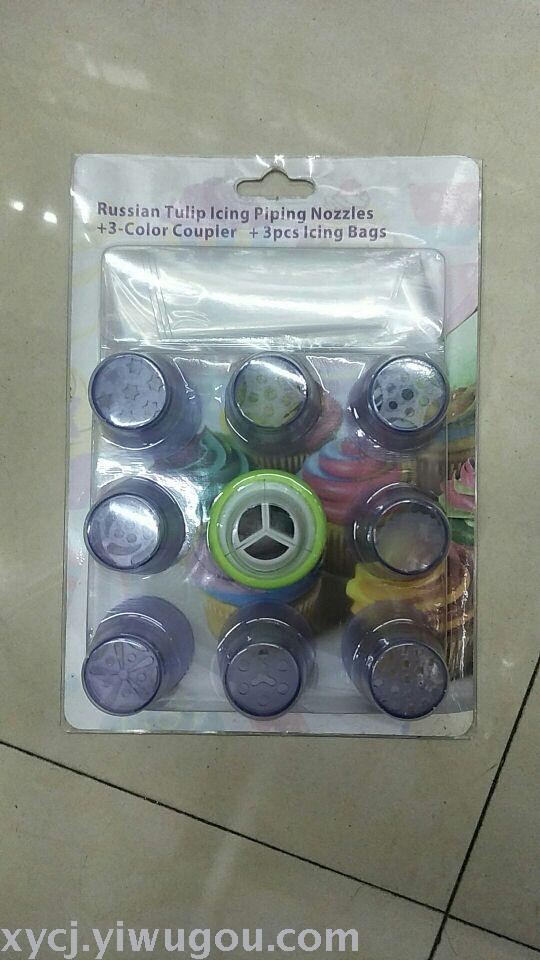 Russian Tulip Icing Piping Nozzles
+3-Color Coupler + 3pcs Icing Bags
xycj.yiwugou.com